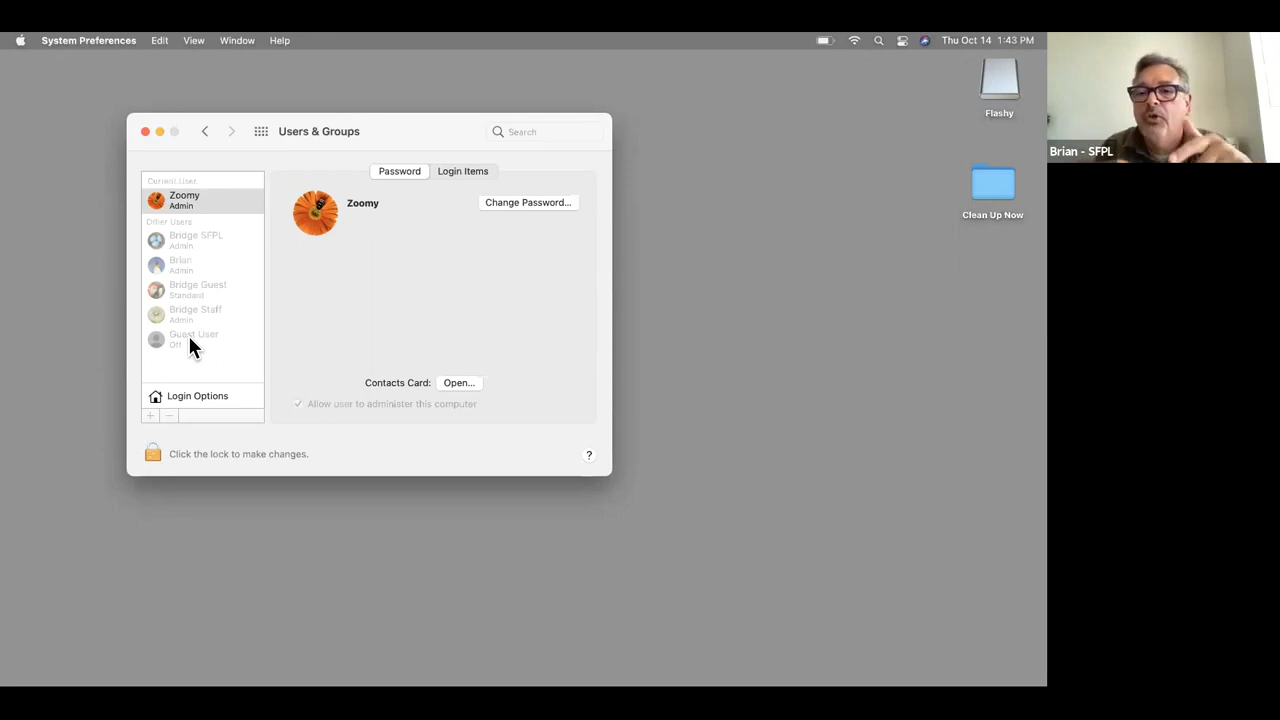 System Preferences Edit View Window Help
Thu Oct 14 1:43 PM
Flashy
Clean Up Now
Brian - SFPL
Users & Groups
Search
Password
Login Items
Current User
Zoomy
Admin
Other Users
Bridge SFPL
Admin
Brian
Admin
Bridge Guest
Standard
Bridge Staff
Admin
Guest User
Off
Login Options
Zoomy
Change Password...
Contacts Card: Open...
Allow user to administer this computer
Click the lock to make changes.
?